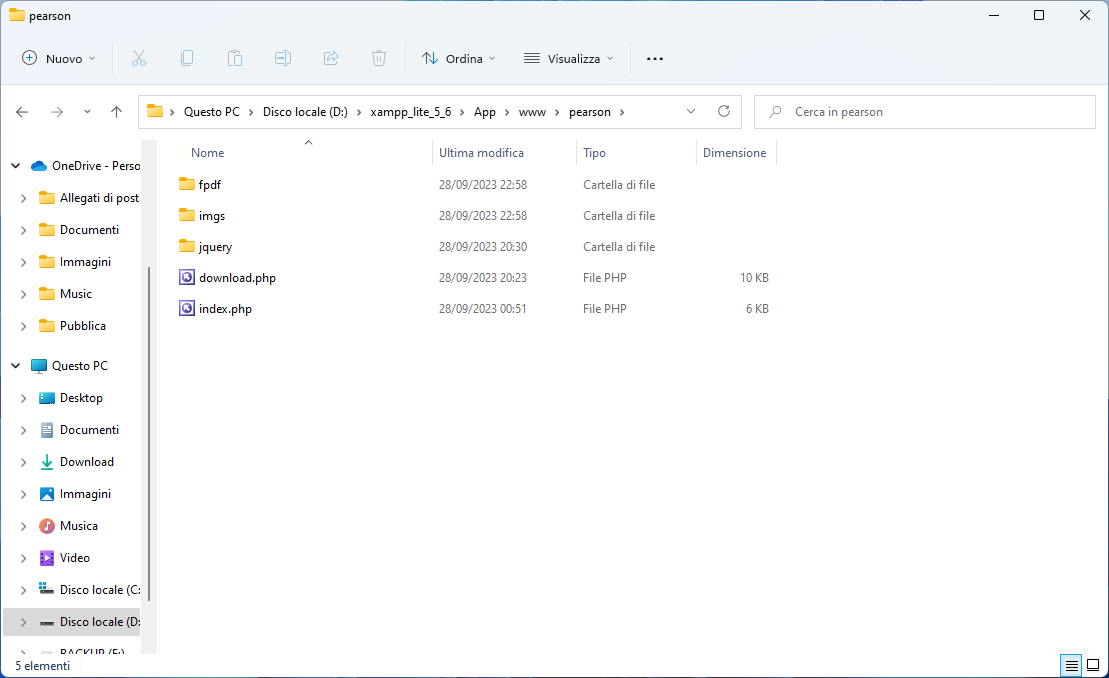 pearson
Nuovo
Ordina
Visualizza
Questo PC
Disco locale (D:)
xampp_lite_5_6
App
www
pearson
Cerca in pearson
Nome Ultima modifica Tipo Dimensione
fpdf 28/09/2023 22:58 Cartella di file
imgs 28/09/2023 22:58 Cartella di file
jquery 28/09/2023 20:30 Cartella di file
download.php 28/09/2023 20:23 File PHP 10 KB
index.php 28/09/2023 00:51 File PHP 6 KB
OneDrive - Perso
Allegati di post
Documenti
Immagini
Music
Pubblica
Questo PC
Desktop
Documenti
Download
Immagini
Musica
Video
Disco locale (C:
Disco locale (D:
BACKUP (F:)
5 elementi